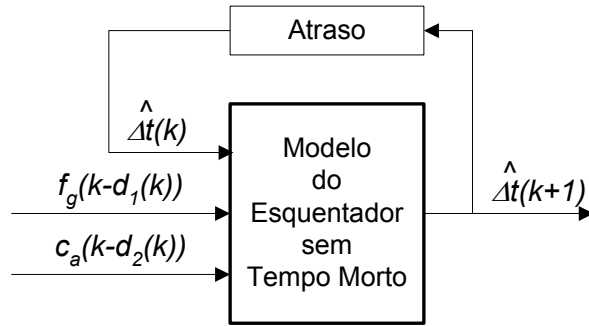 Atraso
^
Δt(k)
f_g(k-d_1(k))
c_a(k-d_2(k))
Modelo
do
Esquentador
sem
Tempo Morto
^
Δt(k+1)